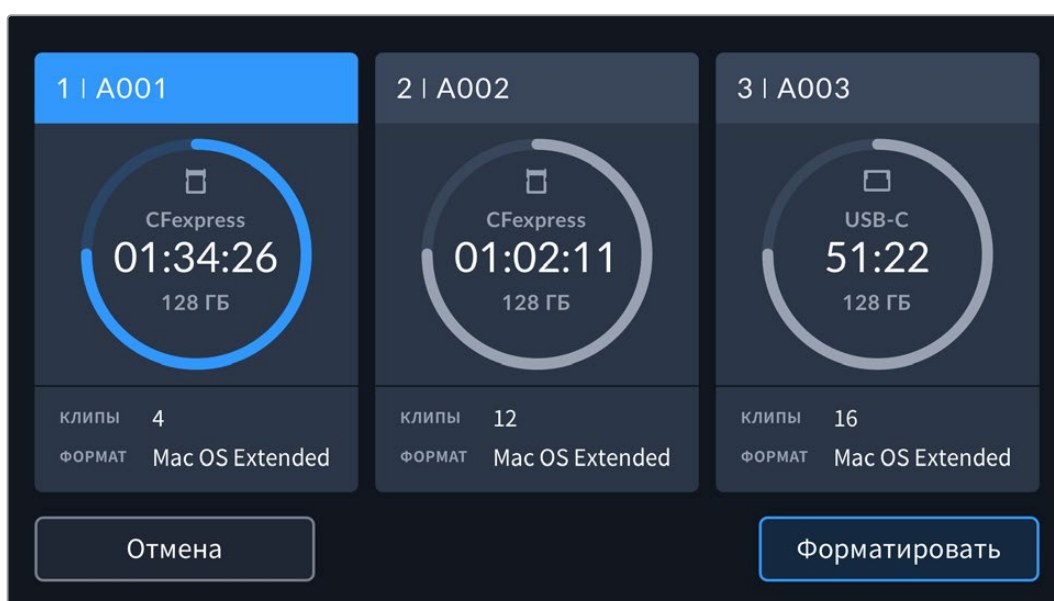 1 | A001
CFexpress
01:34:26
128 ГБ
КЛИПЫ 4
ФОРМАТ Mac OS Extended
2 | A002
CFexpress
01:02:11
128 ГБ
КЛИПЫ 12
ФОРМАТ Mac OS Extended
3 | A003
USB-C
51:22
128 ГБ
КЛИПЫ 16
ФОРМАТ Mac OS Extended
Отмена
Форматировать